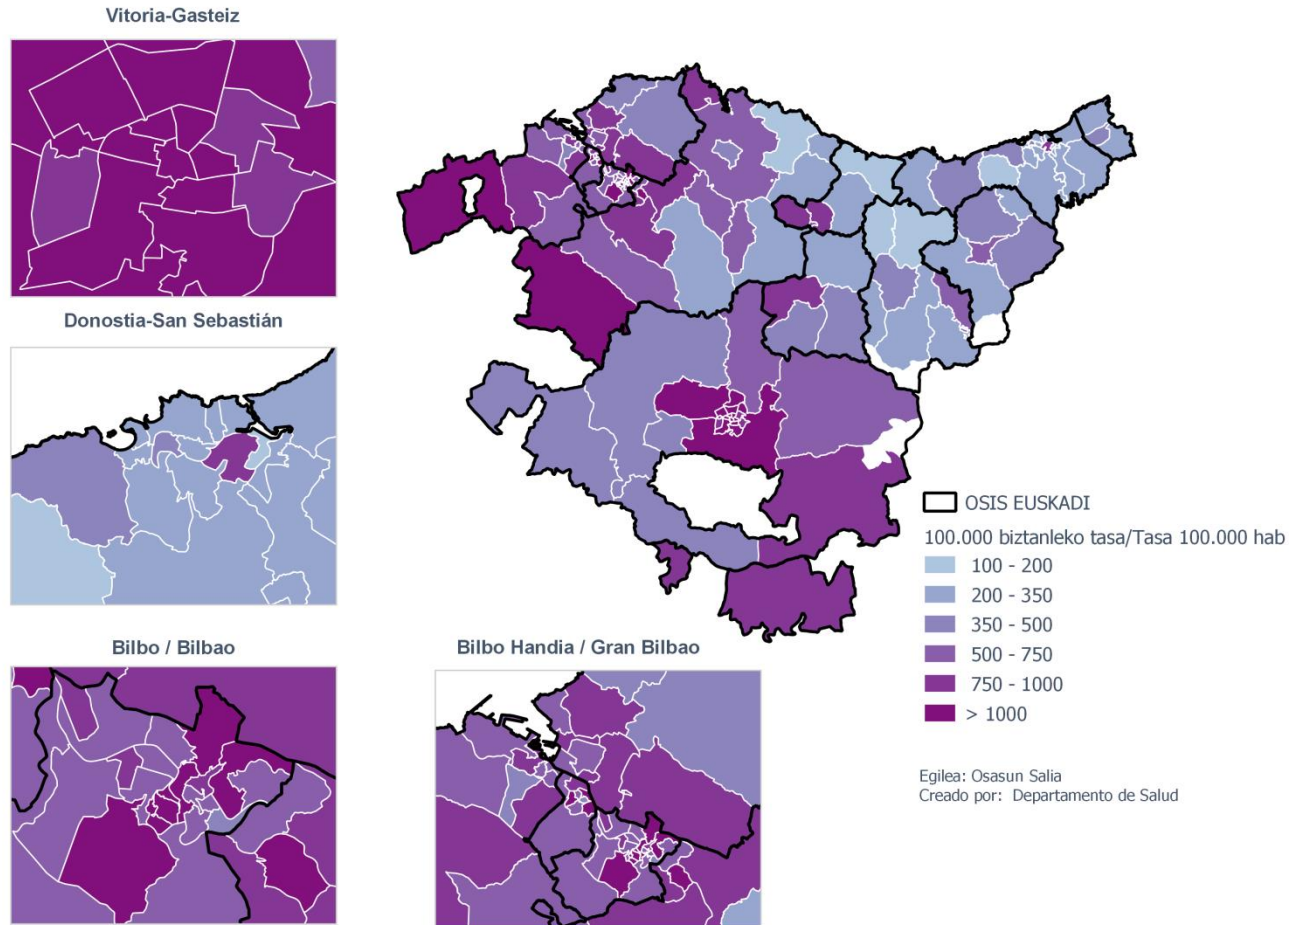 Vitoria-Gasteiz
Donostia-San Sebastián
Bilbo / Bilbao
Bilbo Handia / Gran Bilbao
OSIS EUSKADI
100.000 biztanleko tasa/Tasa 100.000 hab
100 - 200
200 - 350
350 - 500
500 - 750
750 - 1000
> 1000
Egilea: Osasun Salia
Creado por: Departamento de Salud